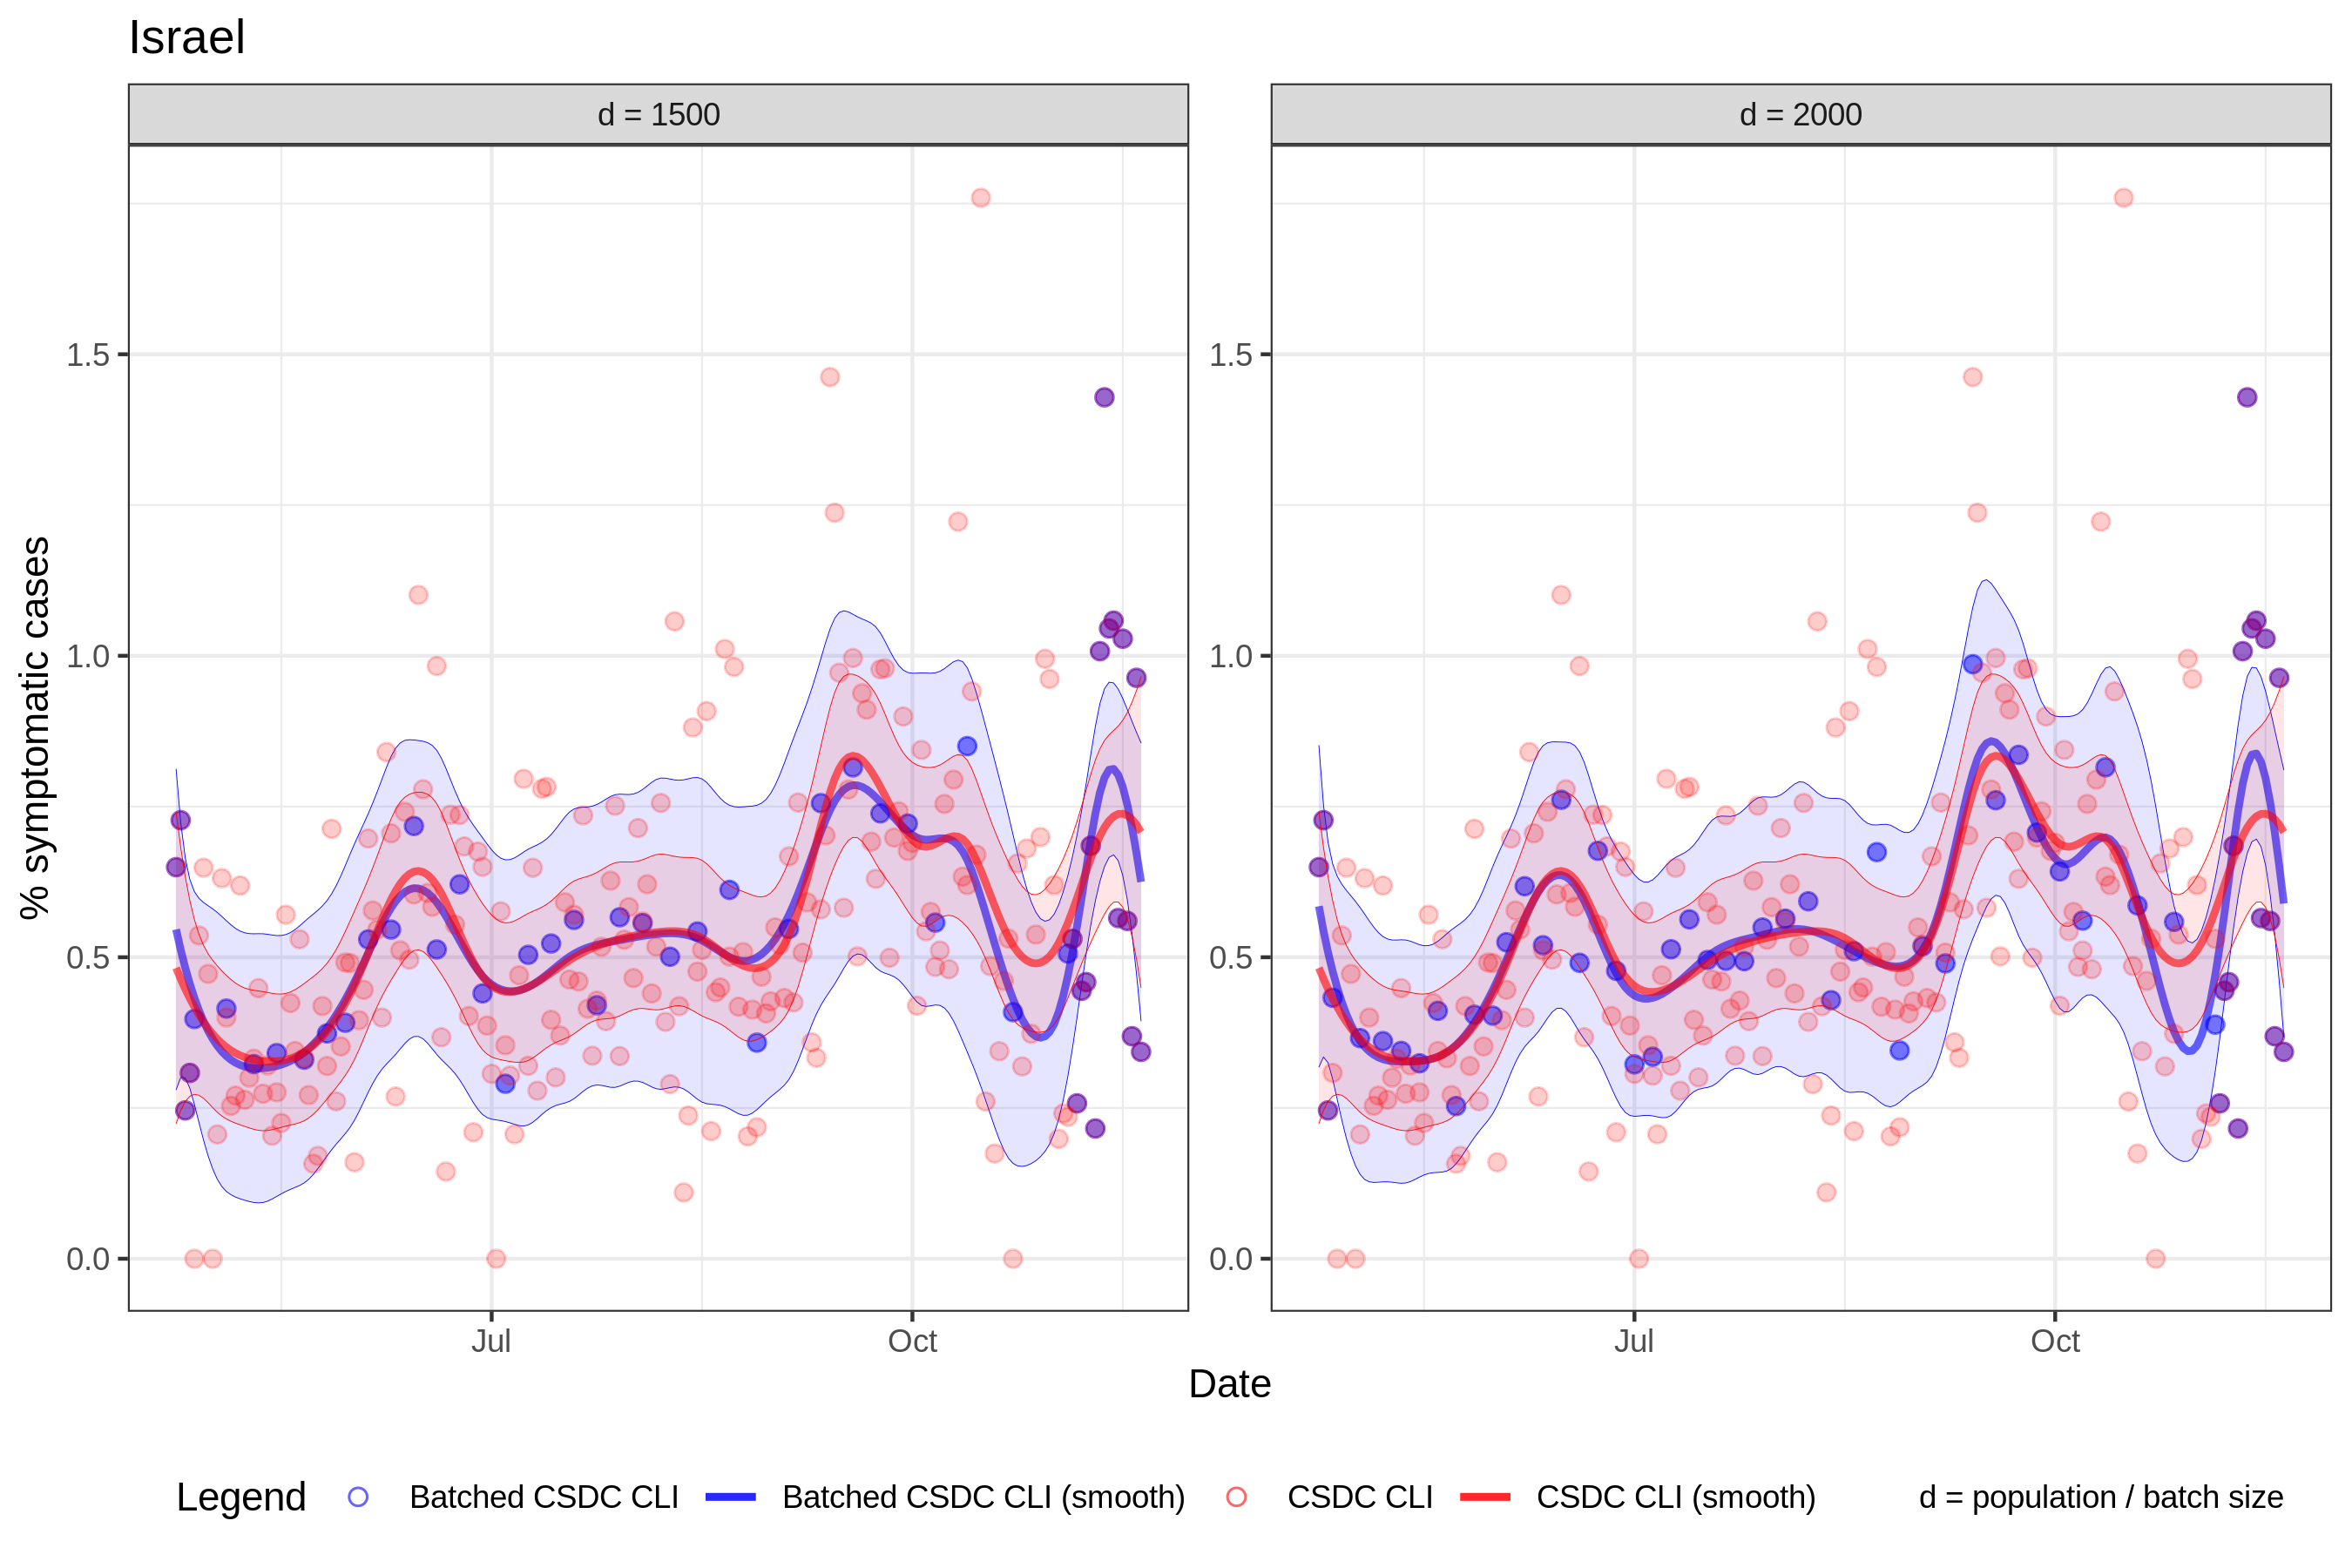 Israel
d = 1500
d = 2000
% symptomatic cases
1.5
1.0
0.5
0.0
1.5
1.0
0.5
0.0
Jul
Oct
Jul
Oct
Date
Legend
Batched CSDC CLI
Batched CSDC CLI (smooth)
CSDC CLI
CSDC CLI (smooth)
d = population / batch size